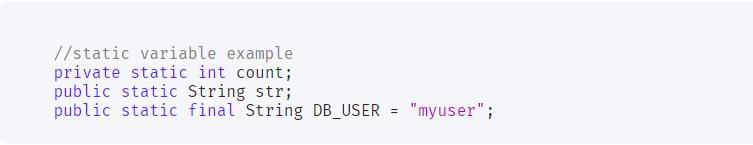 //static variable example
private static int count;
public static String str;
public static final String DB_USER = "myuser";